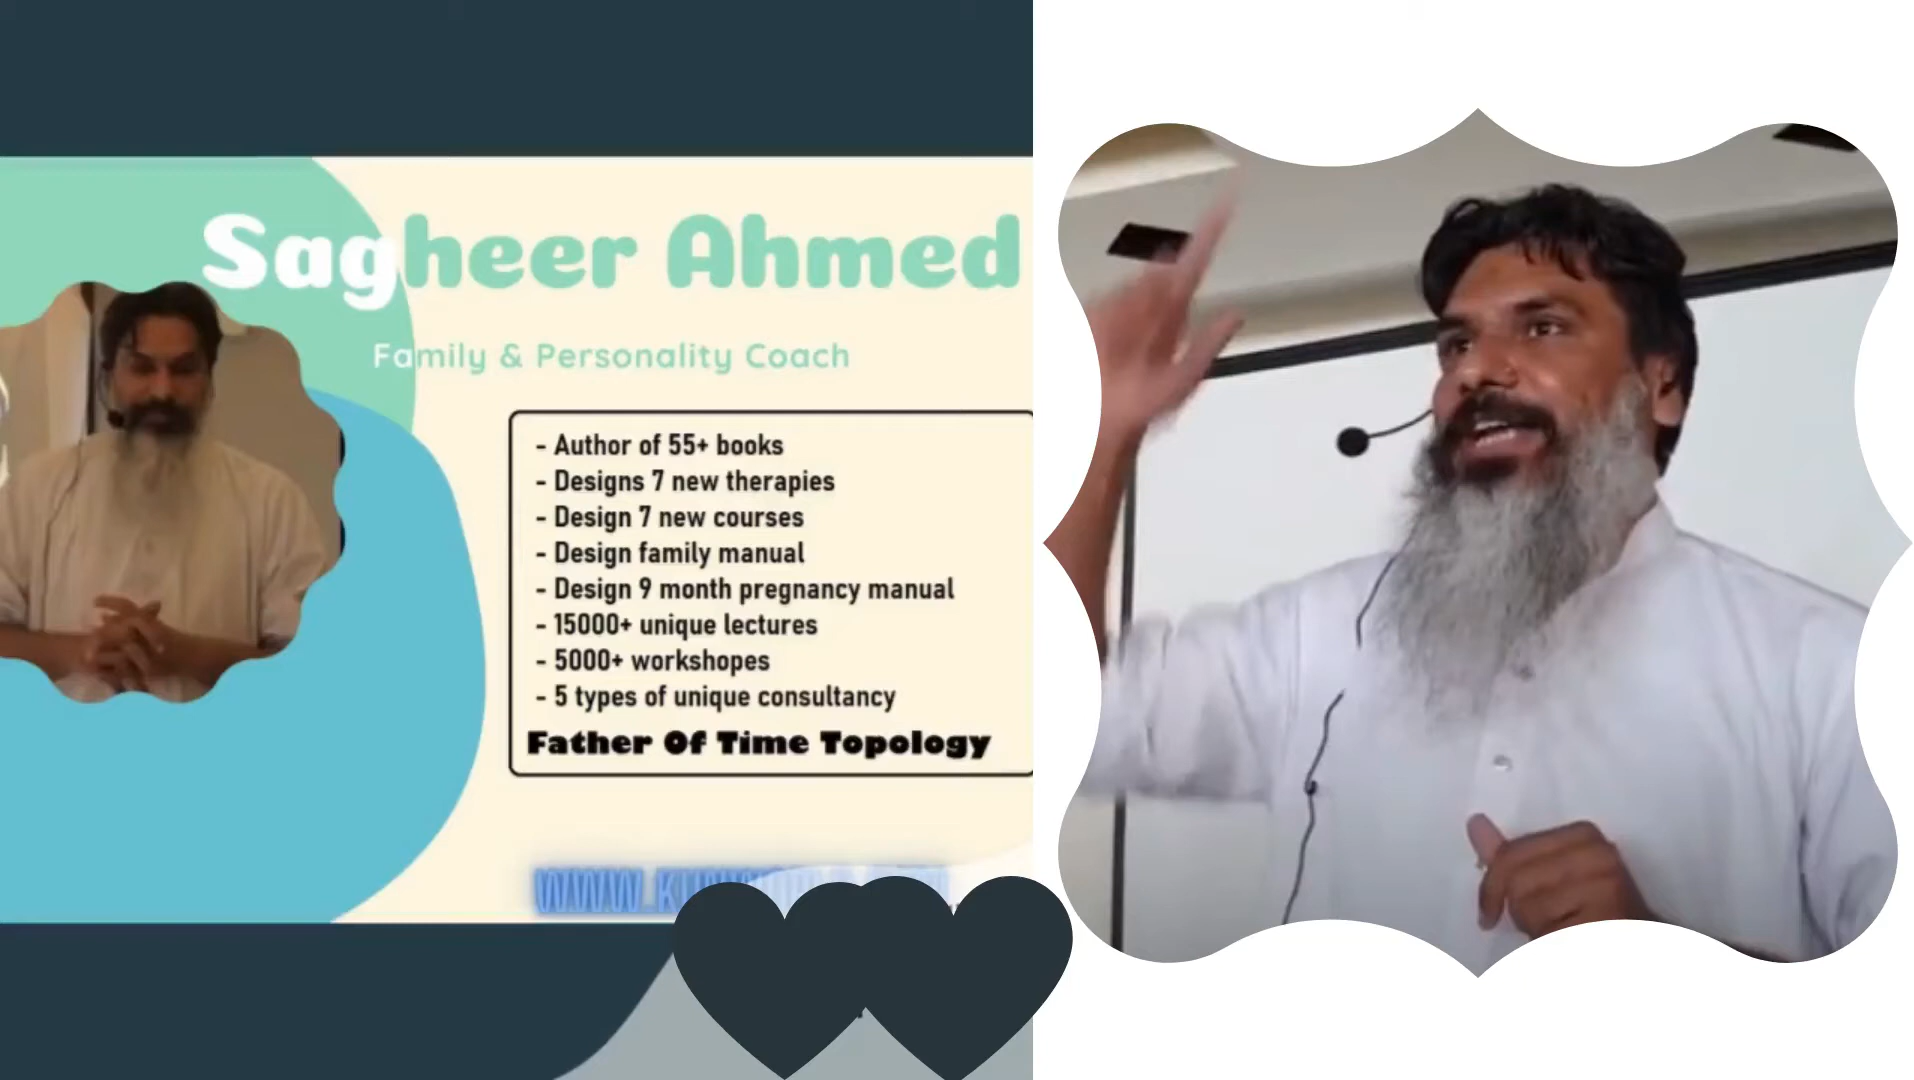 Sagheer Ahmed
Family & Personality Coach
- Author of 55+ books
- Designs 7 new therapies
- Design 7 new courses
- Design family manual
- Design 9 month pregnancy manual
- 15000+ unique lectures
- 5000+ workshopes
- 5 types of unique consultancy
Father Of Time Topology